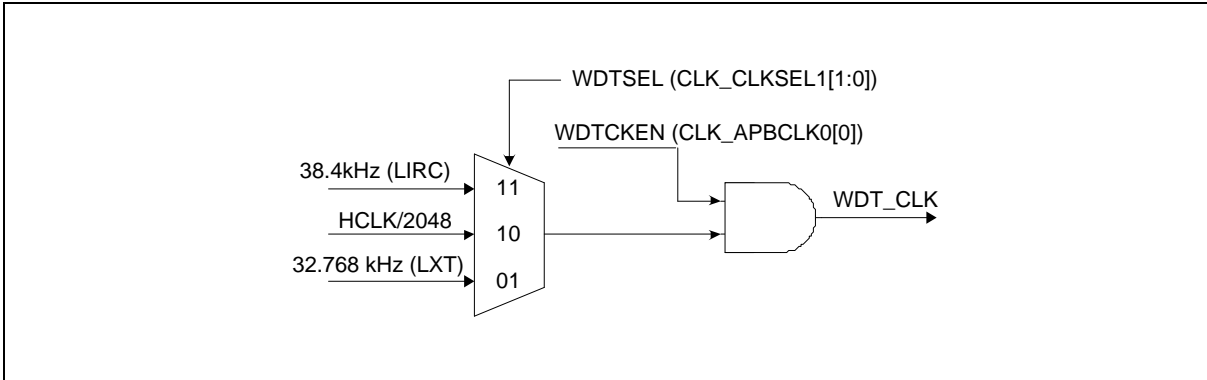 WDTSEL (CLK_CLKSEL1[1:0])
WDTCKEN (CLK_APBCLK0[0])
38.4kHz (LIRC)
11
HCLK/2048
10
32.768 kHz (LXT)
01
WDT_CLK